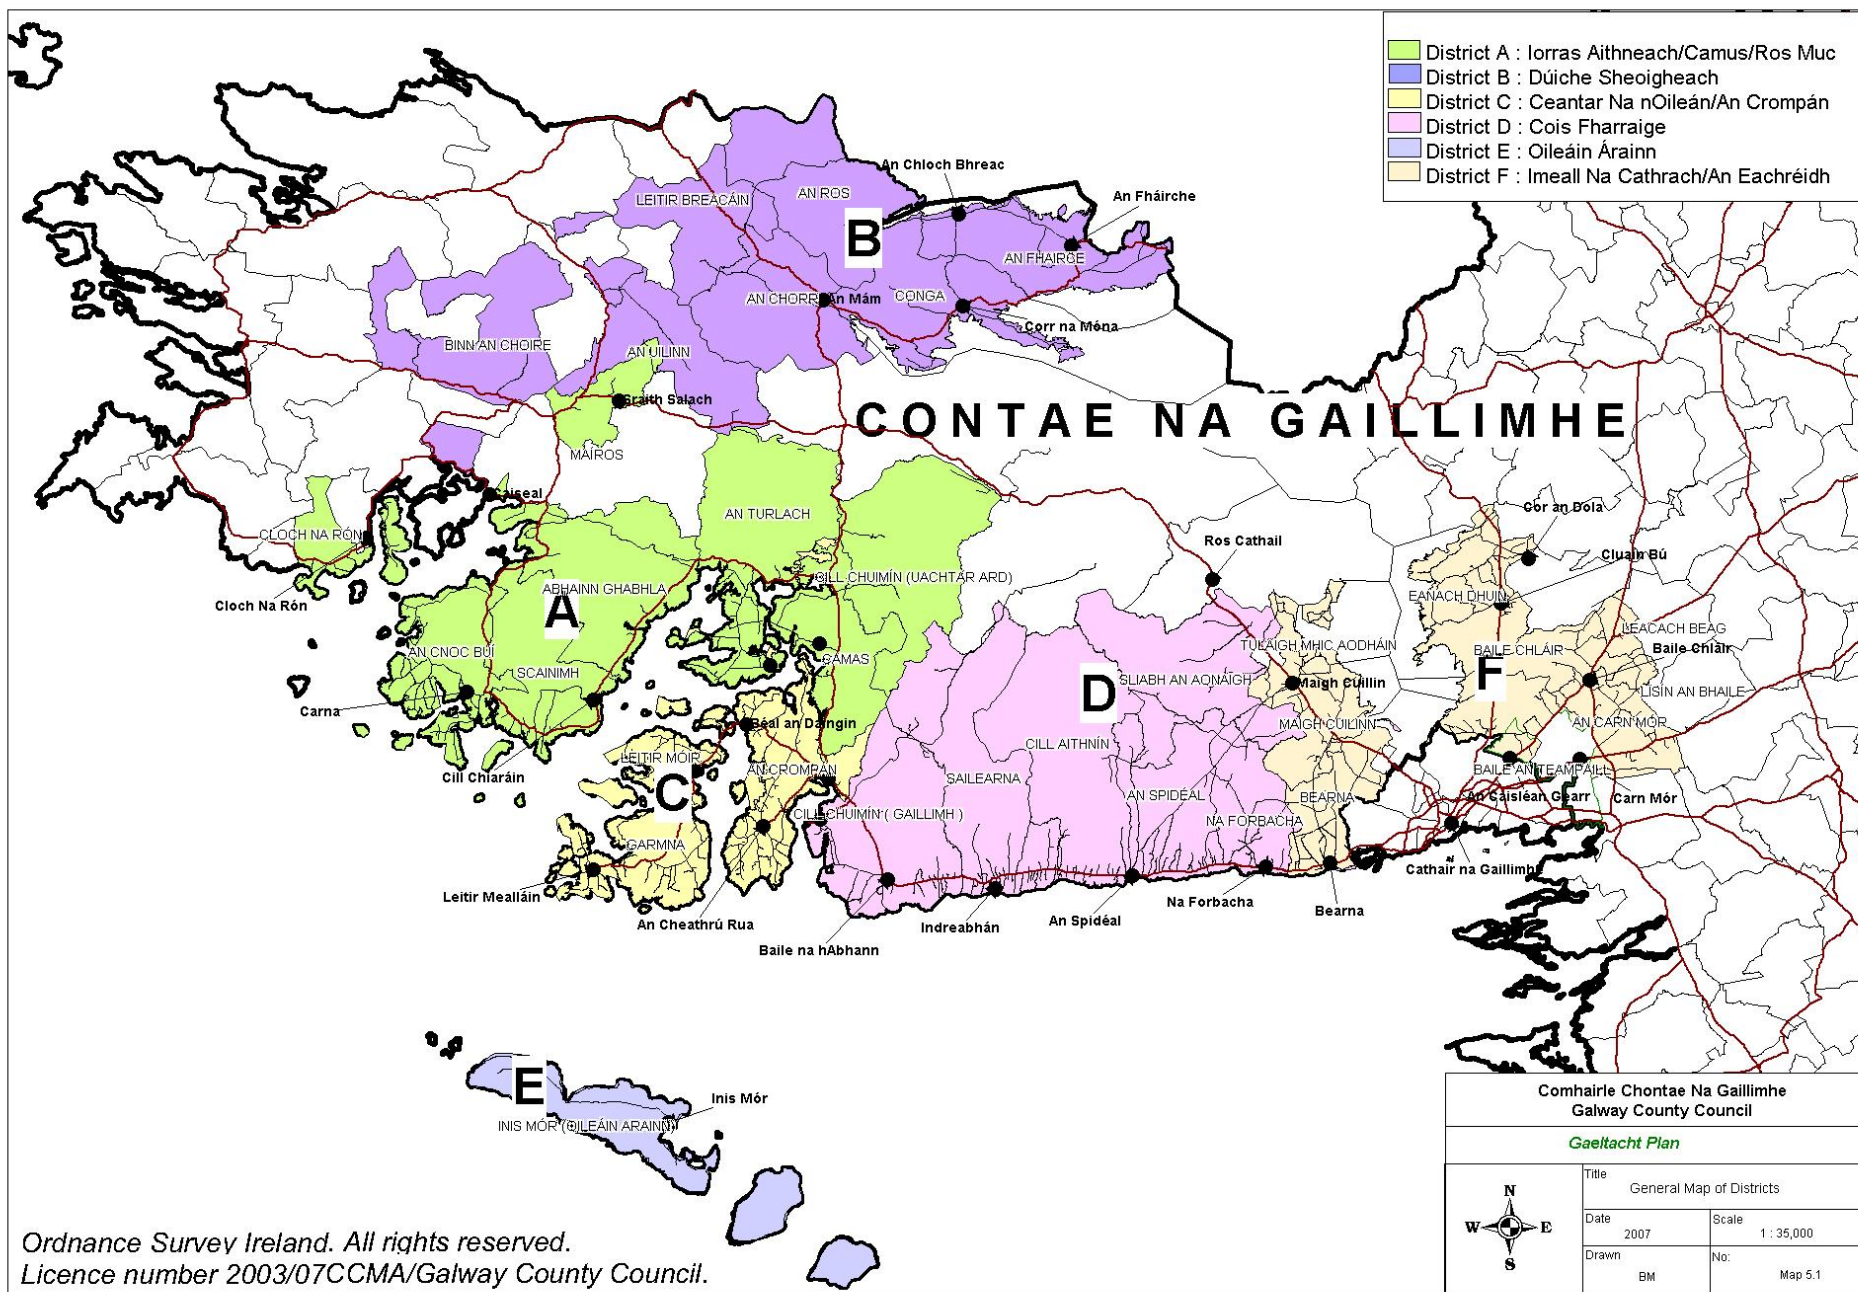 District A : Iorras Aithneach/Camus/Ros Muc
District B : Dúiche Sheoigheach
District C : Ceantar Na nOileán/An Crompán
District D : Cois Fharraige
District E : Oileáin Árainn
District F : Imeall Na Cathrach/An Eachréidh
An Chloch Bhreac
An Fháirche
LEITIR BREACÁIN
AN ROS
B
AN FHAIRCE
AN CHORR
An Mám
CONGA
Corr na Móna
BINN AN CHOIRE
AN UILINN
Sraith Salach
CONTAE NA GAILLIMHE
MAÍROS
Caiseal
AN TURLACH
CLOCH NA RÓN
Cor an Dola
Ros Cathail
Cluain Bú
CILL CHUIMÍN (UACHTAR ARD)
ABHAINN GHABHLA
A
Cloch Na Rón
EANACH DHUIN
LEACACH BEAG
TULAIGH MHIC AODHÁIN
BAILE CHLÁIR
Baile Chláir
AN CNOC BUÍ
CAMAS
SCAINIMH
SLIABH AN AONAIGH
D
F
Maigh Cuillin
LISÍN AN BHAILE
Carna
Béal an Daingin
MAIGH CUILINN
AN CARN MÓR
CILL AITHNÍN
LEITIR MÓIR
Cill Chiaráin
AN CROMPÁN
SAILEARNA
BAILE AN TEAMPAILL
C
AN SPIDÉAL
BEARNA
An Caisleán Gearr
Carn Mór
CILL CHUIMÍN ( GAILLIMH )
NA FORBACHA
GARMNA
Cathair na Gaillimhe
Leitir Mealláin
An Cheathrú Rua
Indreabhán
An Spidéal
Na Forbacha
Bearna
Baile na hAbhann
E
Inis Mór
INIS MÓR (OILEÁIN ARAINN)
Comhairle Chontae Na Gaillimhe
Galway County Council
Gaeltacht Plan
N
W E
S
Title
General Map of Districts
Date
2007
Scale
1 : 35,000
Drawn
BM
No:
Map 5.1
Ordnance Survey Ireland. All rights reserved.
Licence number 2003/07CCMA/Galway County Council.